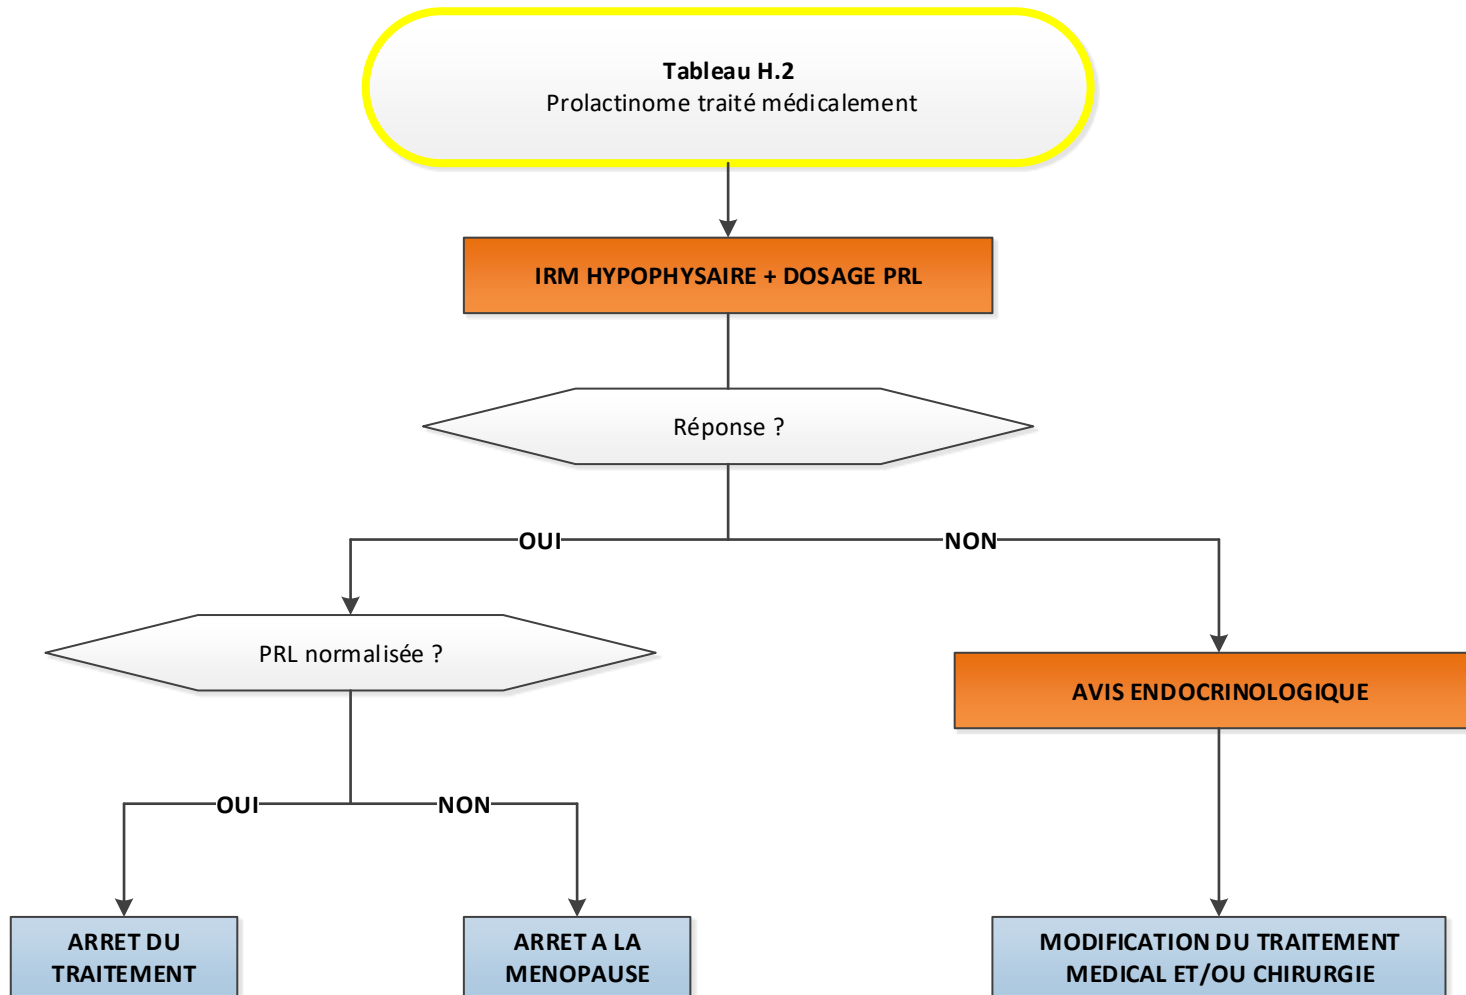 Tableau H.2
Prolactinome traité médicalement
IRM HYPOPHYSAIRE + DOSAGE PRL
Réponse ?
OUI
NON
PRL normalisée ?
AVIS ENDOCRINOLOGIQUE
OUI
NON
ARRET DU
TRAITEMENT
ARRET A LA
MENOPAUSE
MODIFICATION DU TRAITEMENT
MEDICAL ET/OU CHIRURGIE